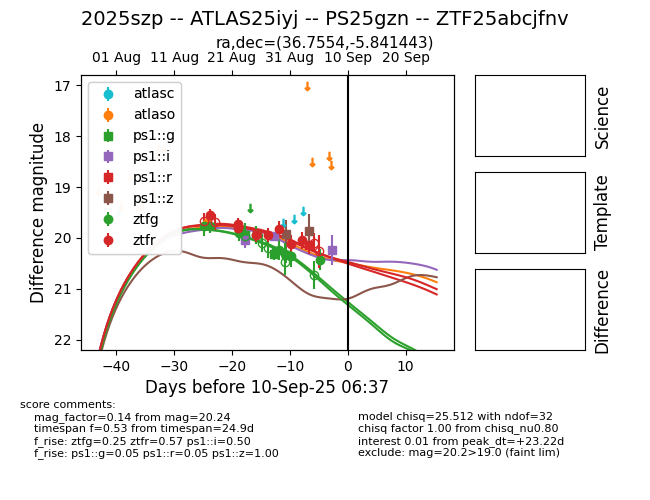 2025szp -- ATLAS25iyj -- PS25gzn -- ZTF25abcjfnv
ra,dec=(36.7554,-5.841443)
01 Aug 11 Aug 21 Aug 31 Aug 10 Sep 20 Sep
17
18
19
20
21
22
Difference magnitude
atlasc
atlaso
ps1::g
ps1::i
ps1::r
ps1::z
ztfg
ztfr
−40 −30 −20 −10 0 10
Days before 10-Sep-25 06:37
Science
Template
Difference
score comments:
mag_factor=0.14 from mag=20.24
timespan f=0.53 from timespan=24.9d
f_rise: ztfg=0.25 ztfr=0.57 ps1::i=0.50
f_rise: ps1::g=0.05 ps1::r=0.05 ps1::z=1.00
model chisq=25.512 with ndof=32
chisq factor 1.00 from chisq_nu0.80
interest 0.01 from peak_dt=+23.22d
exclude: mag=20.2>19.0 (faint lim)